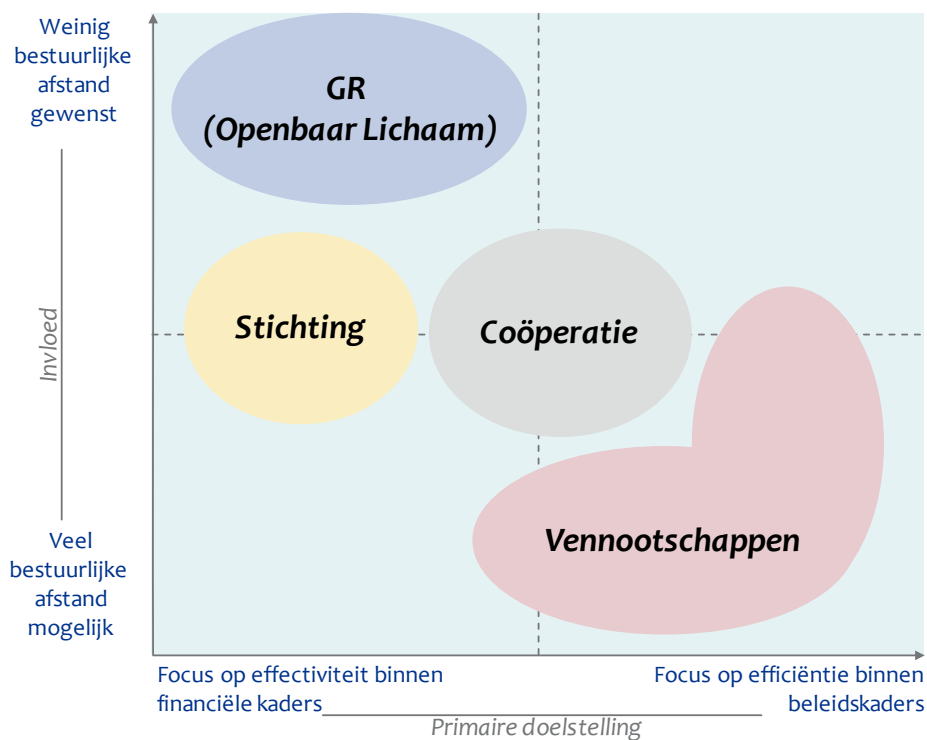 Weinig
bestuurlijke
afstand
gewenst
GR
(Openbaar Lichaam)
Stichting
Coöperatie
Invloed
Vennootschappen
Veel
bestuurlijke
afstand
mogelijk
Focus op effectiviteit binnen
financiële kaders
Focus op efficiëntie binnen
beleidskaders
Primaire doelstelling